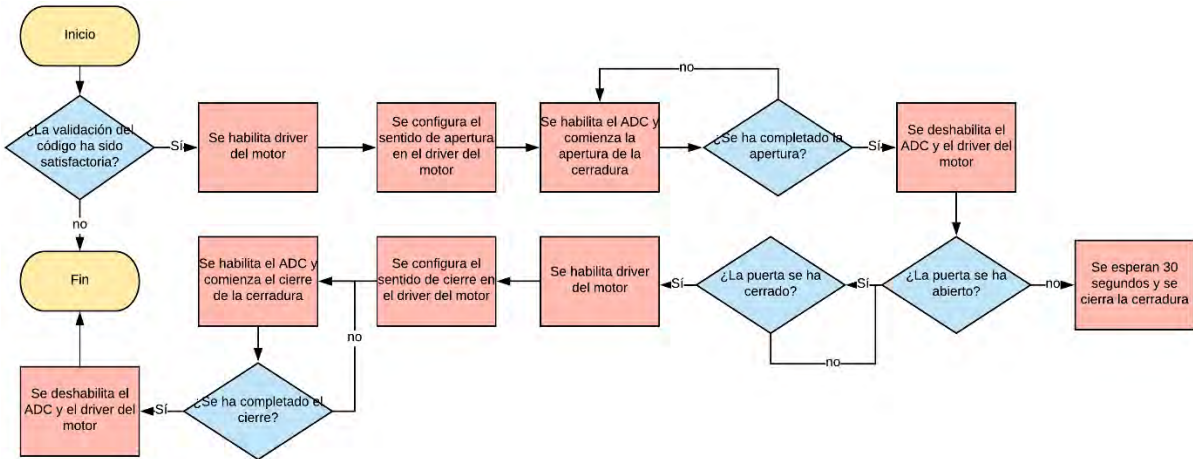 Inicio
¿La validación del
código ha sido
satisfactoria?
Sí
no
Se habilita driver
del motor
Se configura el
sentido de apertura
en el driver del
motor
Se habilita el ADC y
comienza la
apertura de la
cerradura
no
¿Se ha completado la
apertura?
Sí
Se deshabilita el
ADC y el driver del
motor
¿La puerta se ha
abierto?
no
Se esperan 30
segundos y se
cierra la cerradura
Sí
¿La puerta se ha
cerrado?
no
Sí
Se habilita driver
del motor
Se configura el
sentido de cierre en
el driver del motor
Se habilita el ADC y
comienza el cierre
de la cerradura
no
¿Se ha completado el
cierre?
Sí
Se deshabilita el
ADC y el driver del
motor
Fin